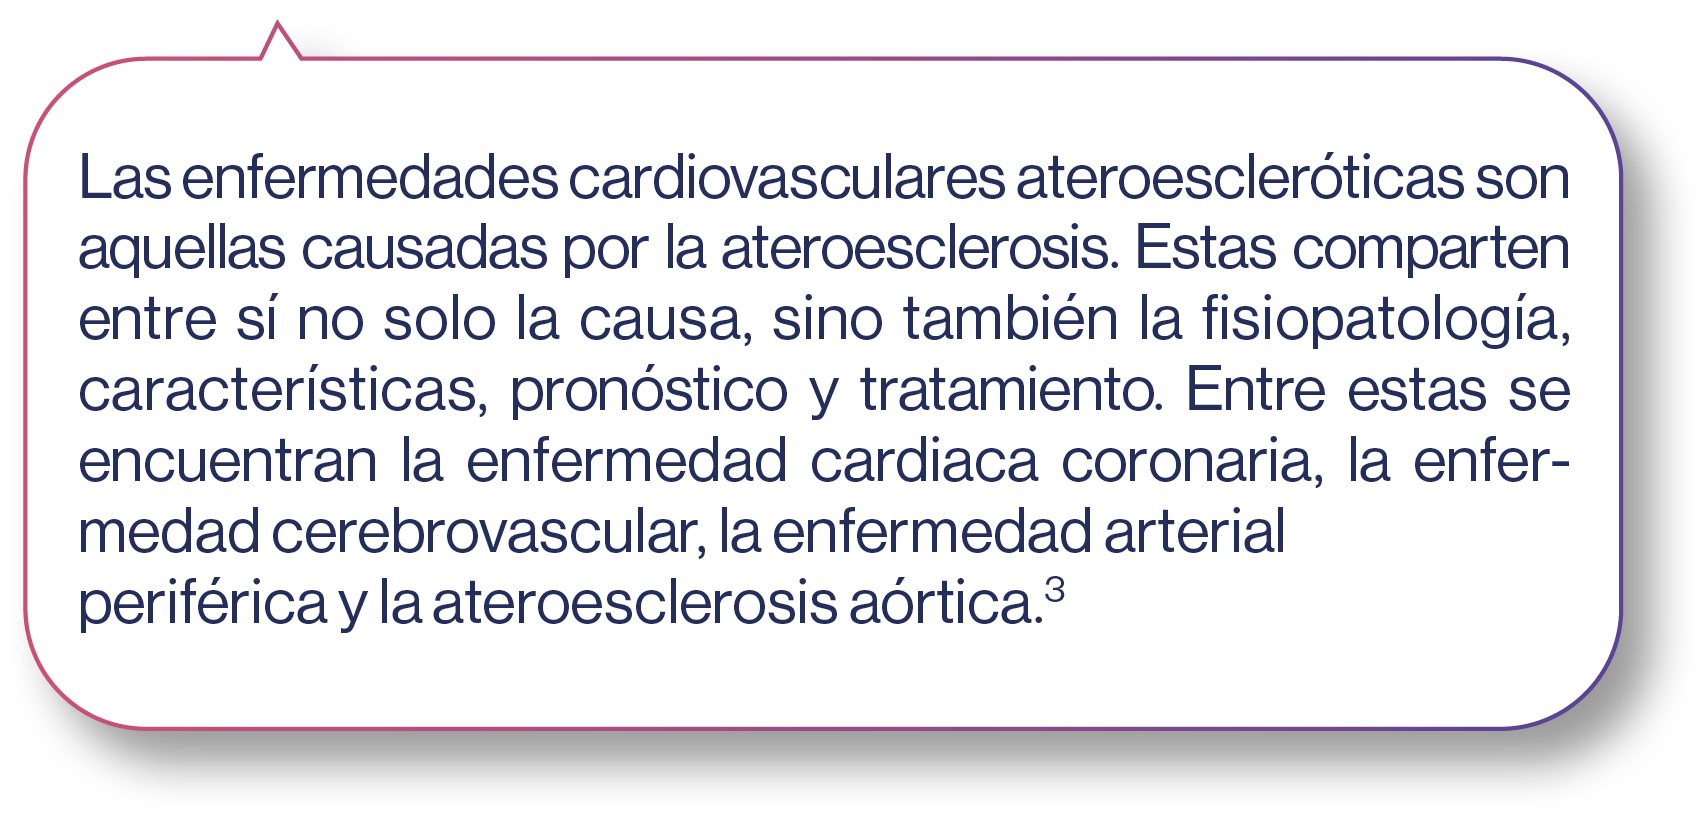 Las enfermedades cardiovasculares ateroescleróticas son
aquellas causadas por la ateroesclerosis. Estas comparten
entre sí no solo la causa, sino también la fisiopatología,
características, pronóstico y tratamiento. Entre estas se
encuentran la enfermedad cardiaca coronaria, la enfer-
medad cerebrovascular, la enfermedad arterial
periférica y la ateroesclerosis aórtica.³